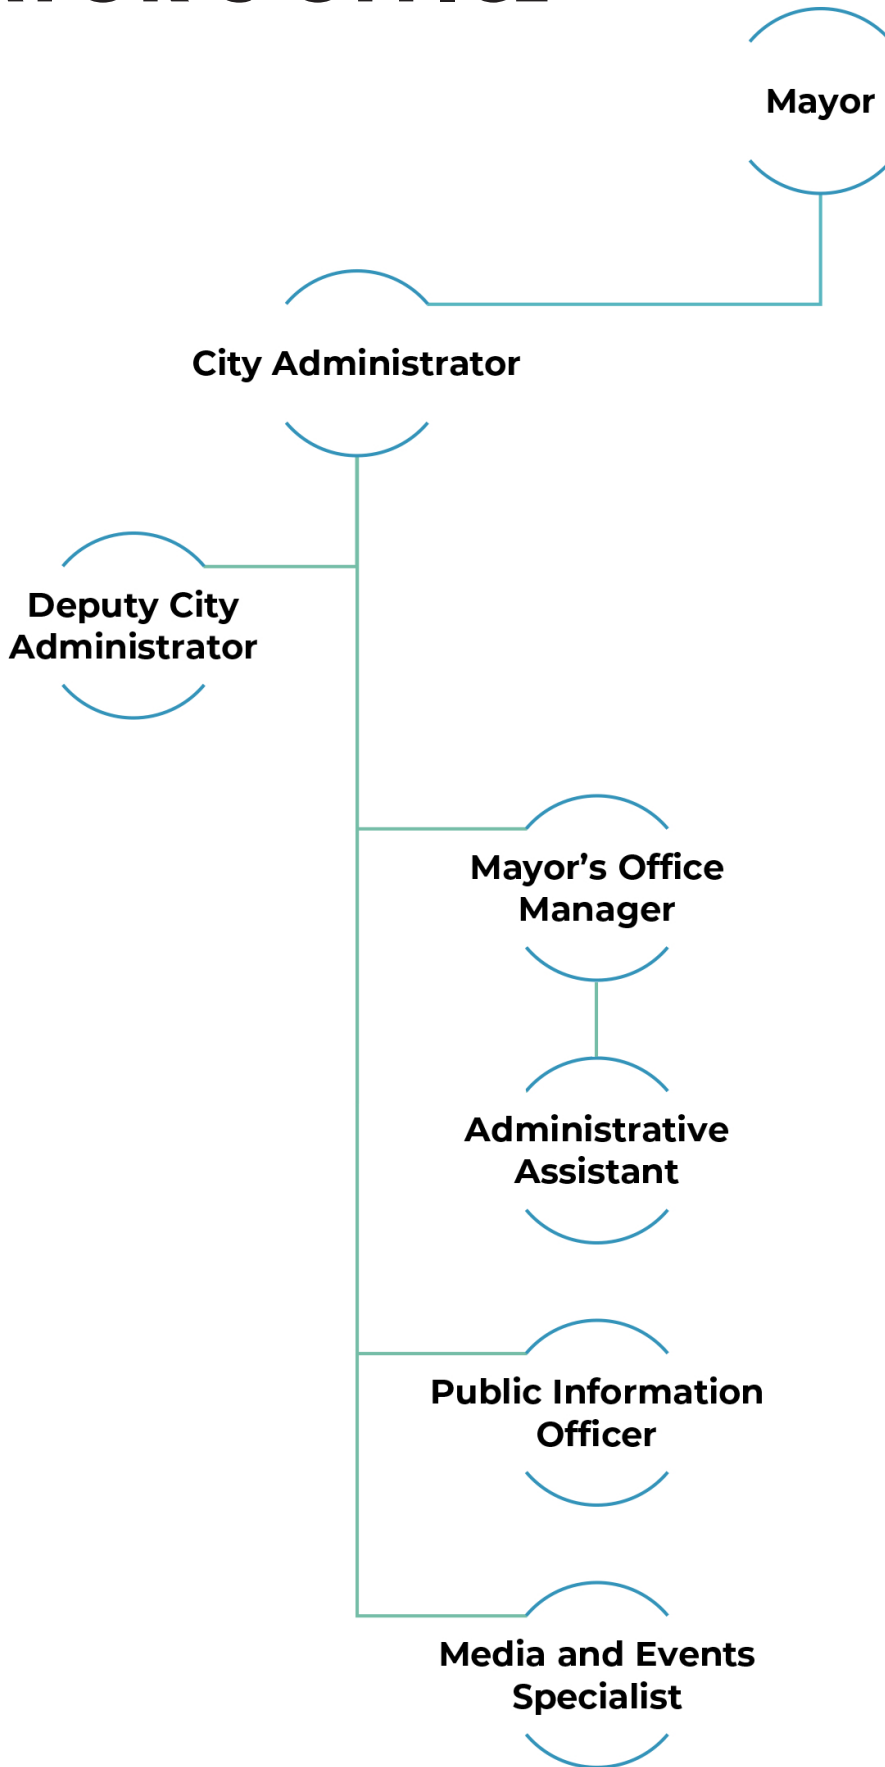 Mayor
City Administrator
Deputy City
Administrator
Mayor’s Office
Manager
Administrative
Assistant
Public Information
Officer
Media and Events
Specialist